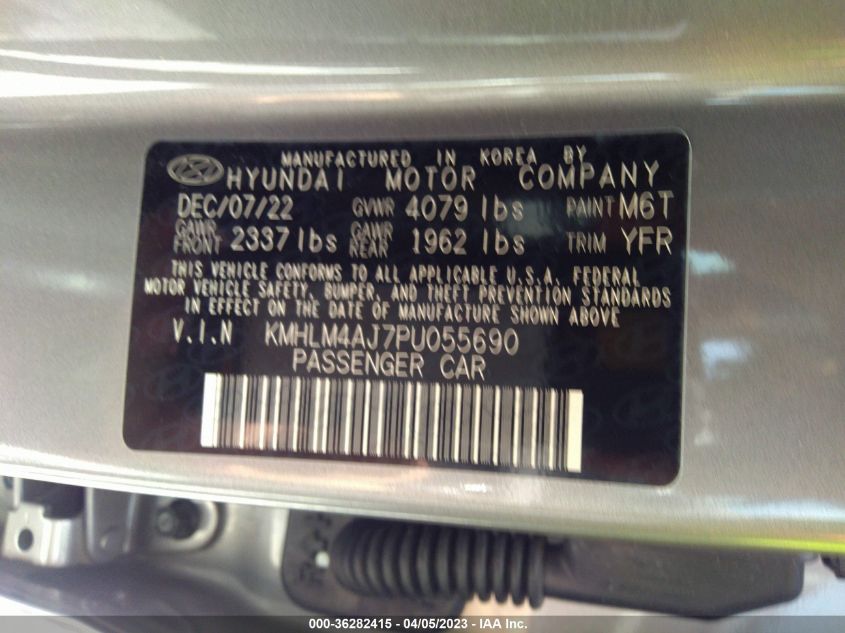 MANUFACTURED IN KOREA BY
HYUNDAI MOTOR COMPANY
DEC/07/22 GVWR 4079 lbs PAINT M6T
GAWR FRONT 2337 lbs GAWR REAR 1962 lbs TRIM YFR
THIS VEHICLE CONFORMS TO ALL APPLICABLE U.S.A. FEDERAL
MOTOR VEHICLE SAFETY, BUMPER, AND THEFT PREVENTION STANDARDS
IN EFFECT ON THE DATE OF MANUFACTURE SHOWN ABOVE
V.I.N KMHLM4AJ7PU055690
PASSENGER CAR
000-36282415 - 04/05/2023 - IAA Inc.